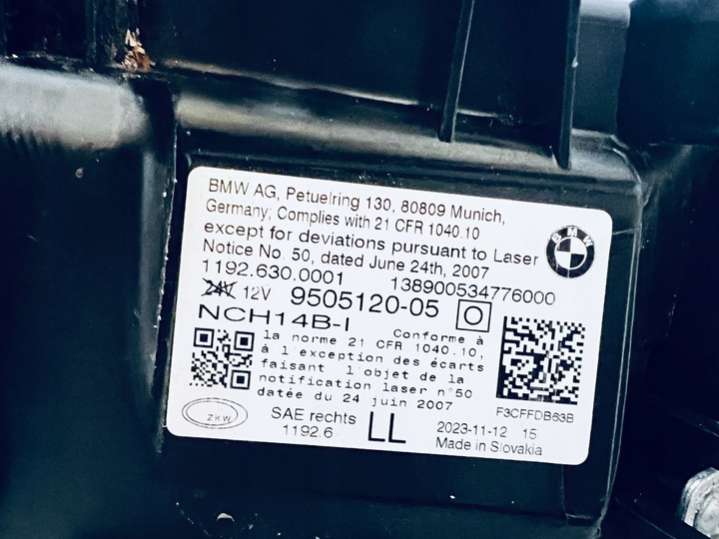 BMW AG, Petuelring 130, 80809 Munich,
Germany; Complies with 21 CFR 1040.10
except for deviations pursuant to Laser
Notice No. 50, dated June 24th, 2007
BMW
1192.630.0001 138900534776000
24V 12V 9505120-05
NCH14B-I
Conforme à
la norme 21 CFR 1040.10,
à l'exception des écarts
faisant l'objet de la
notification laser n°50
datée du 24 juin 2007
F3CFFDB63B
ZKW
SAE rechts
1192.6
LL
2023-11-12 15
Made in Slovakia